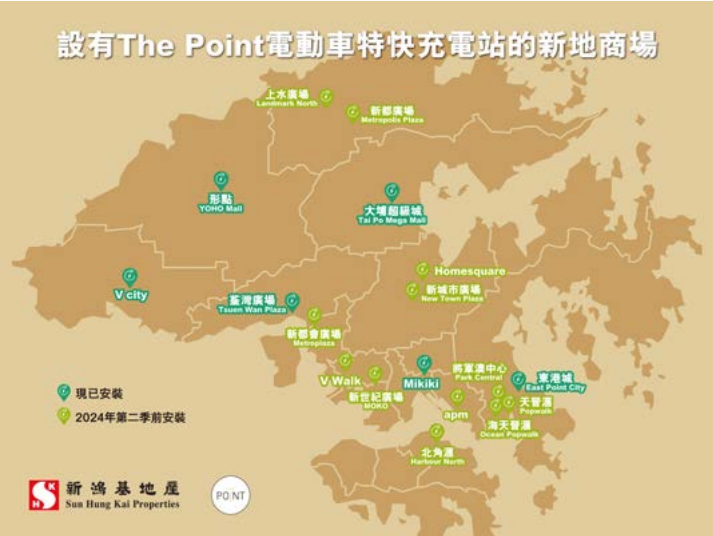 設有The Point電動車特快充電站的新地商場
上水廣場
Landmark North
新都廣場
Metropolis Plaza
形點
YOHO Mall
大埔超級城
Tai Po Mega Mall
Homesquare
新城市廣場
New Town Plaza
V city
荃灣廣場
Tsuen Wan Plaza
新都會廣場
Metroplaza
V Walk
新世紀廣場
MOKO
Mikiki
將軍澳中心
Park Central
東港城
East Point City
apm
天晉滙
Popwalk
海天晉滙
Ocean Popwalk
北角滙
Harbour North
現已安裝
2024年第二季前安裝
新鴻基地產
Sun Hung Kai Properties
SHK
POINT